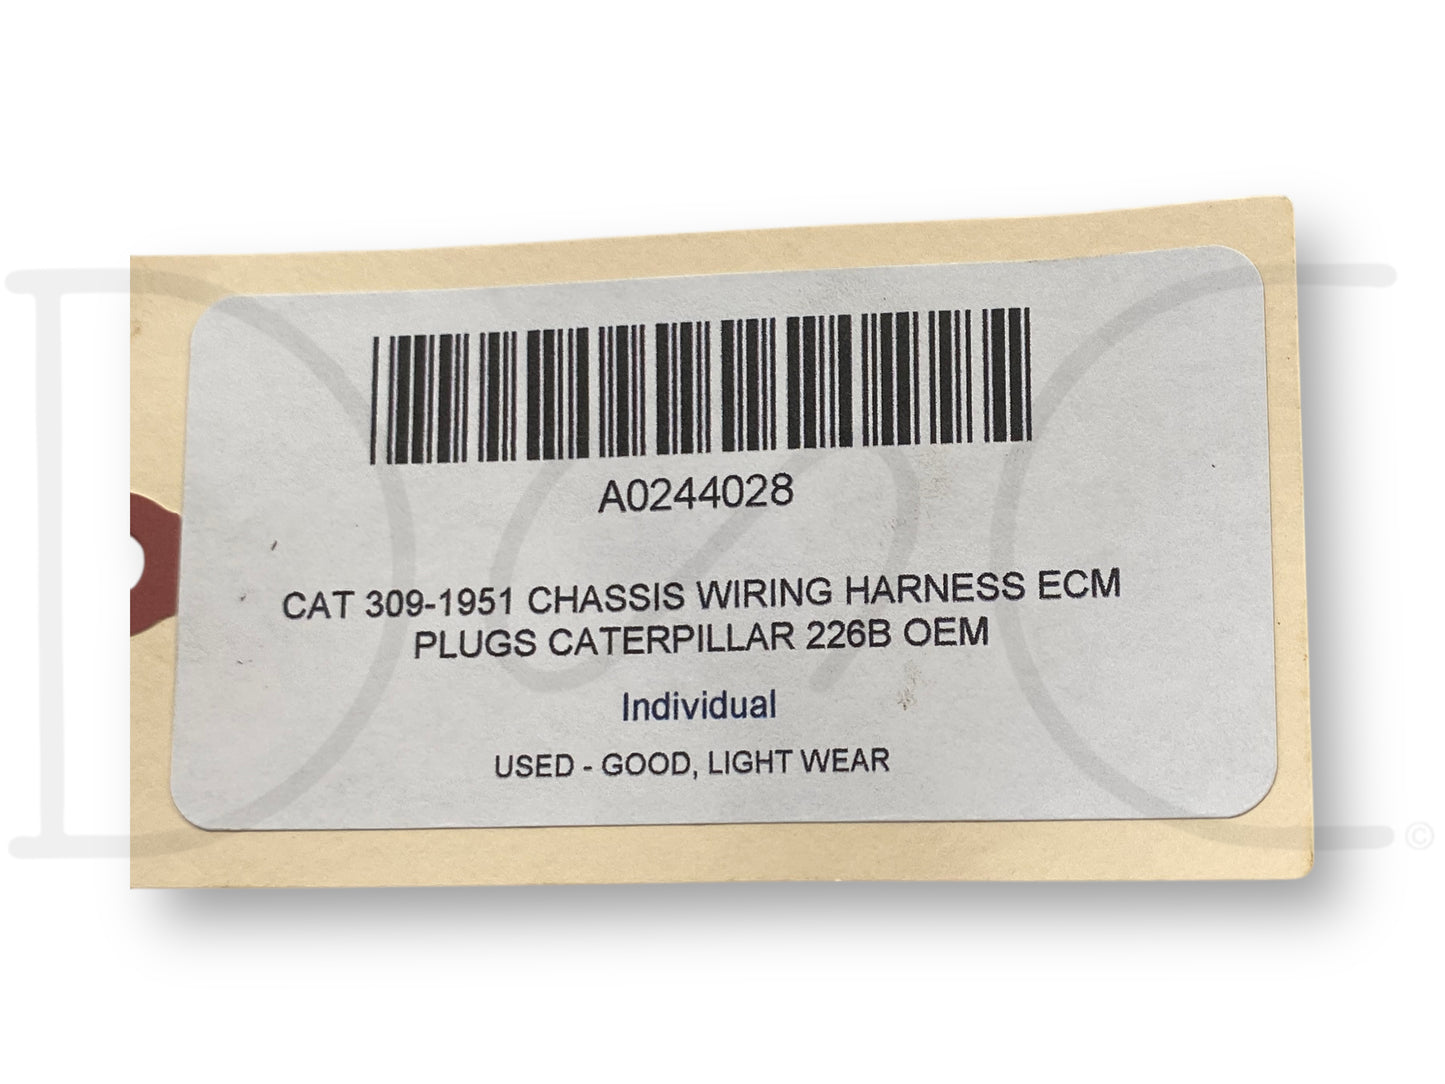 A0244028
CAT 309-1951 CHASSIS WIRING HARNESS ECM
PLUGS CATERPILLAR 226B OEM
Individual
USED - GOOD, LIGHT WEAR
©